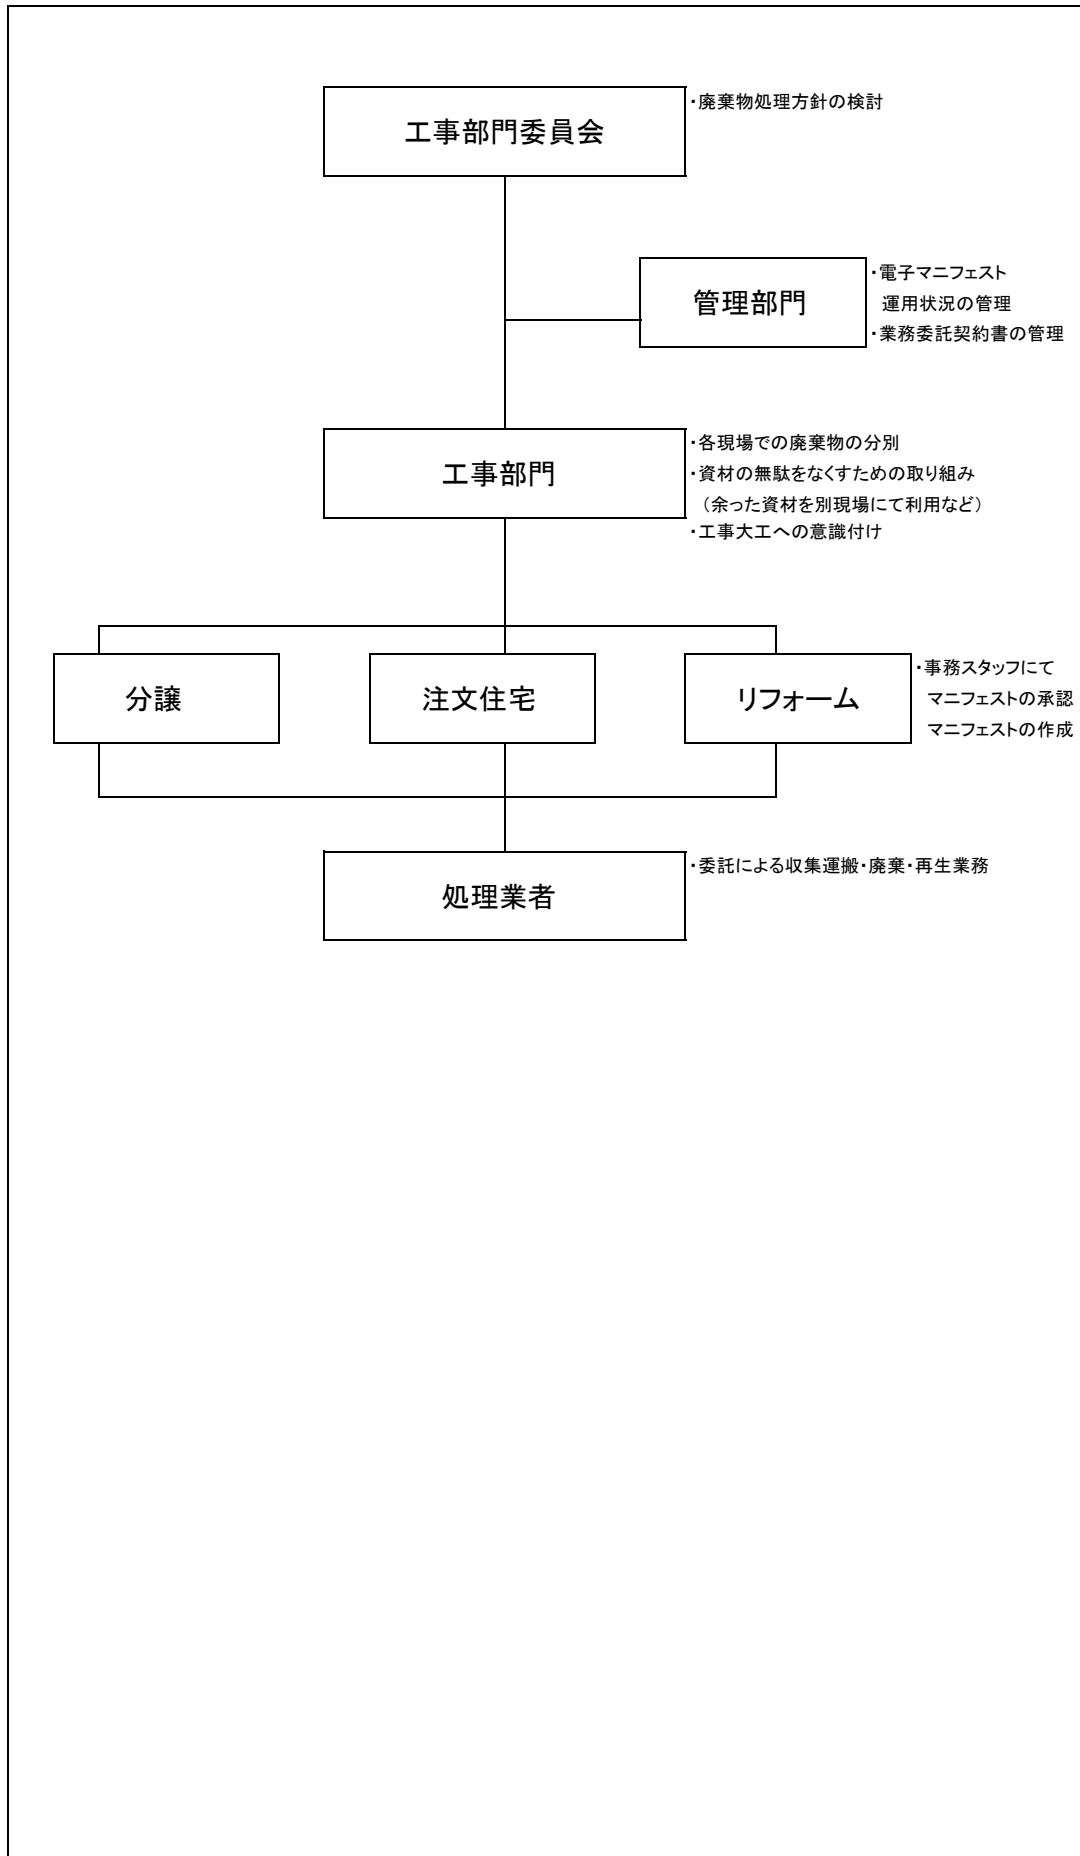 工事部門委員会
・廃棄物処理方針の検討
管理部門
・電子マニフェスト
運用状況の管理
・業務委託契約書の管理
工事部門
・各現場での廃棄物の分別
・資材の無駄をなくすための取り組み
（余った資材を別現場にて利用など）
・工事大工への意識付け
分譲
注文住宅
リフォーム
・事務スタッフにて
マニフェストの承認
マニフェストの作成
処理業者
・委託による収集運搬・廃棄・再生業務